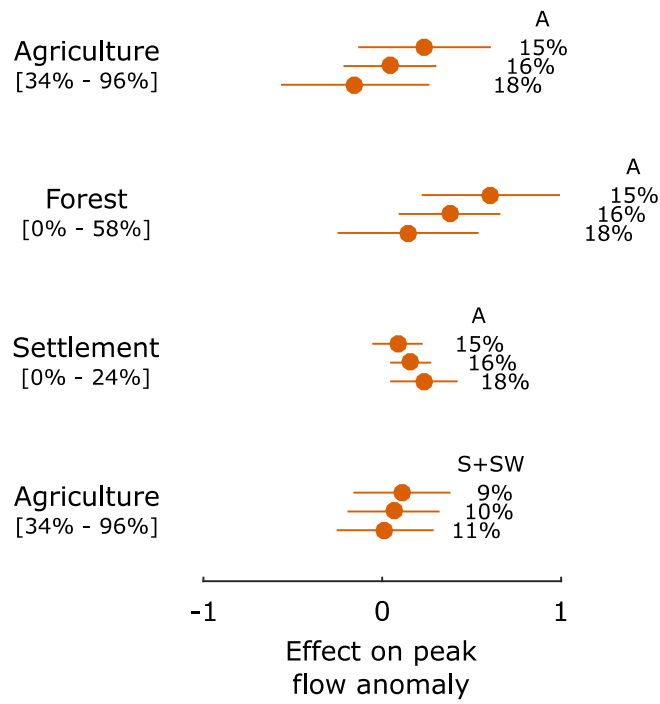 A
Agriculture
[34% - 96%]
15%
16%
18%
A
Forest
[0% - 58%]
15%
16%
18%
A
Settlement
[0% - 24%]
15%
16%
18%
S+SW
Agriculture
[34% - 96%]
9%
10%
11%
-1 0 1
Effect on peak
flow anomaly